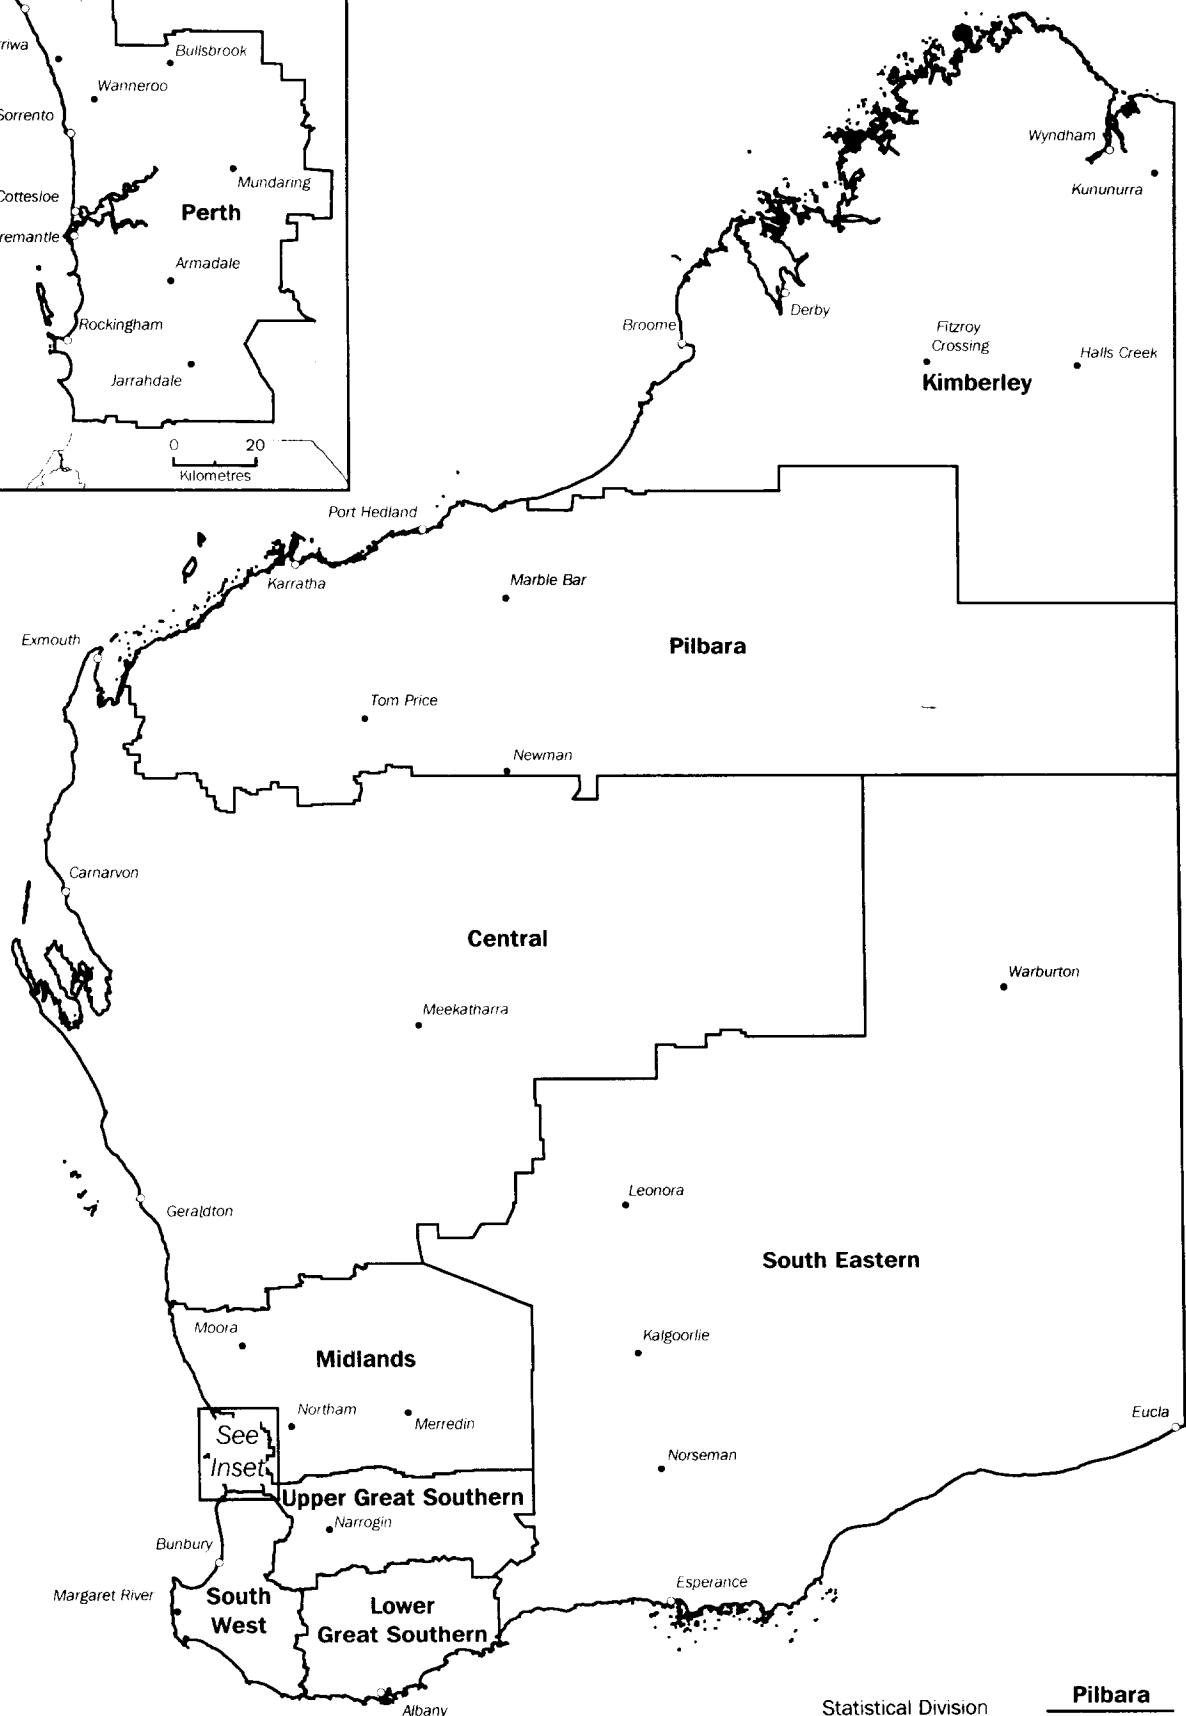 rriwa
Bullsbrook
Wanneroo
Sorrento
Mundaring
Cottesloe
Perth
remantle
Armadale
Rockingham
Jarrahdale
0 20
Kilometres
Wyndham
Kununurra
Derby
Broome
Fitzroy
Crossing
Halls Creek
Kimberley
Port Hedland
Karratha
Marble Bar
Exmouth
Pilbara
Tom Price
Newman
Carnarvon
Central
Warburton
Meekatharra
Leonora
Geraldton
South Eastern
Moora
Kalgoorlie
Midlands
Northam
Merredin
Eucla
See
Inset
Norseman
Upper Great Southern
Narrogin
Bunbury
Esperance
Margaret River
South
West
Lower
Great Southern
Albany
Statistical Division Pilbara